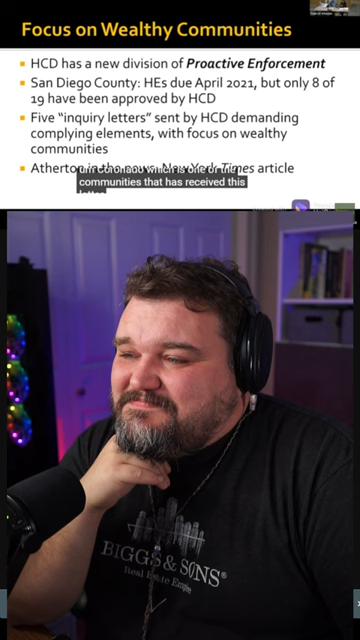 Focus on Wealthy Communities
HCD has a new division of Proactive Enforcement
San Diego County: HEs due April 2021, but only 8 of
19 have been approved by HCD
Five “inquiry letters” sent by HCD demanding
complying elements, with focus on wealthy
communities
Atherton in the news New York Times article
communities that has received this
BIGGS & SONS®
Real Estate Empire